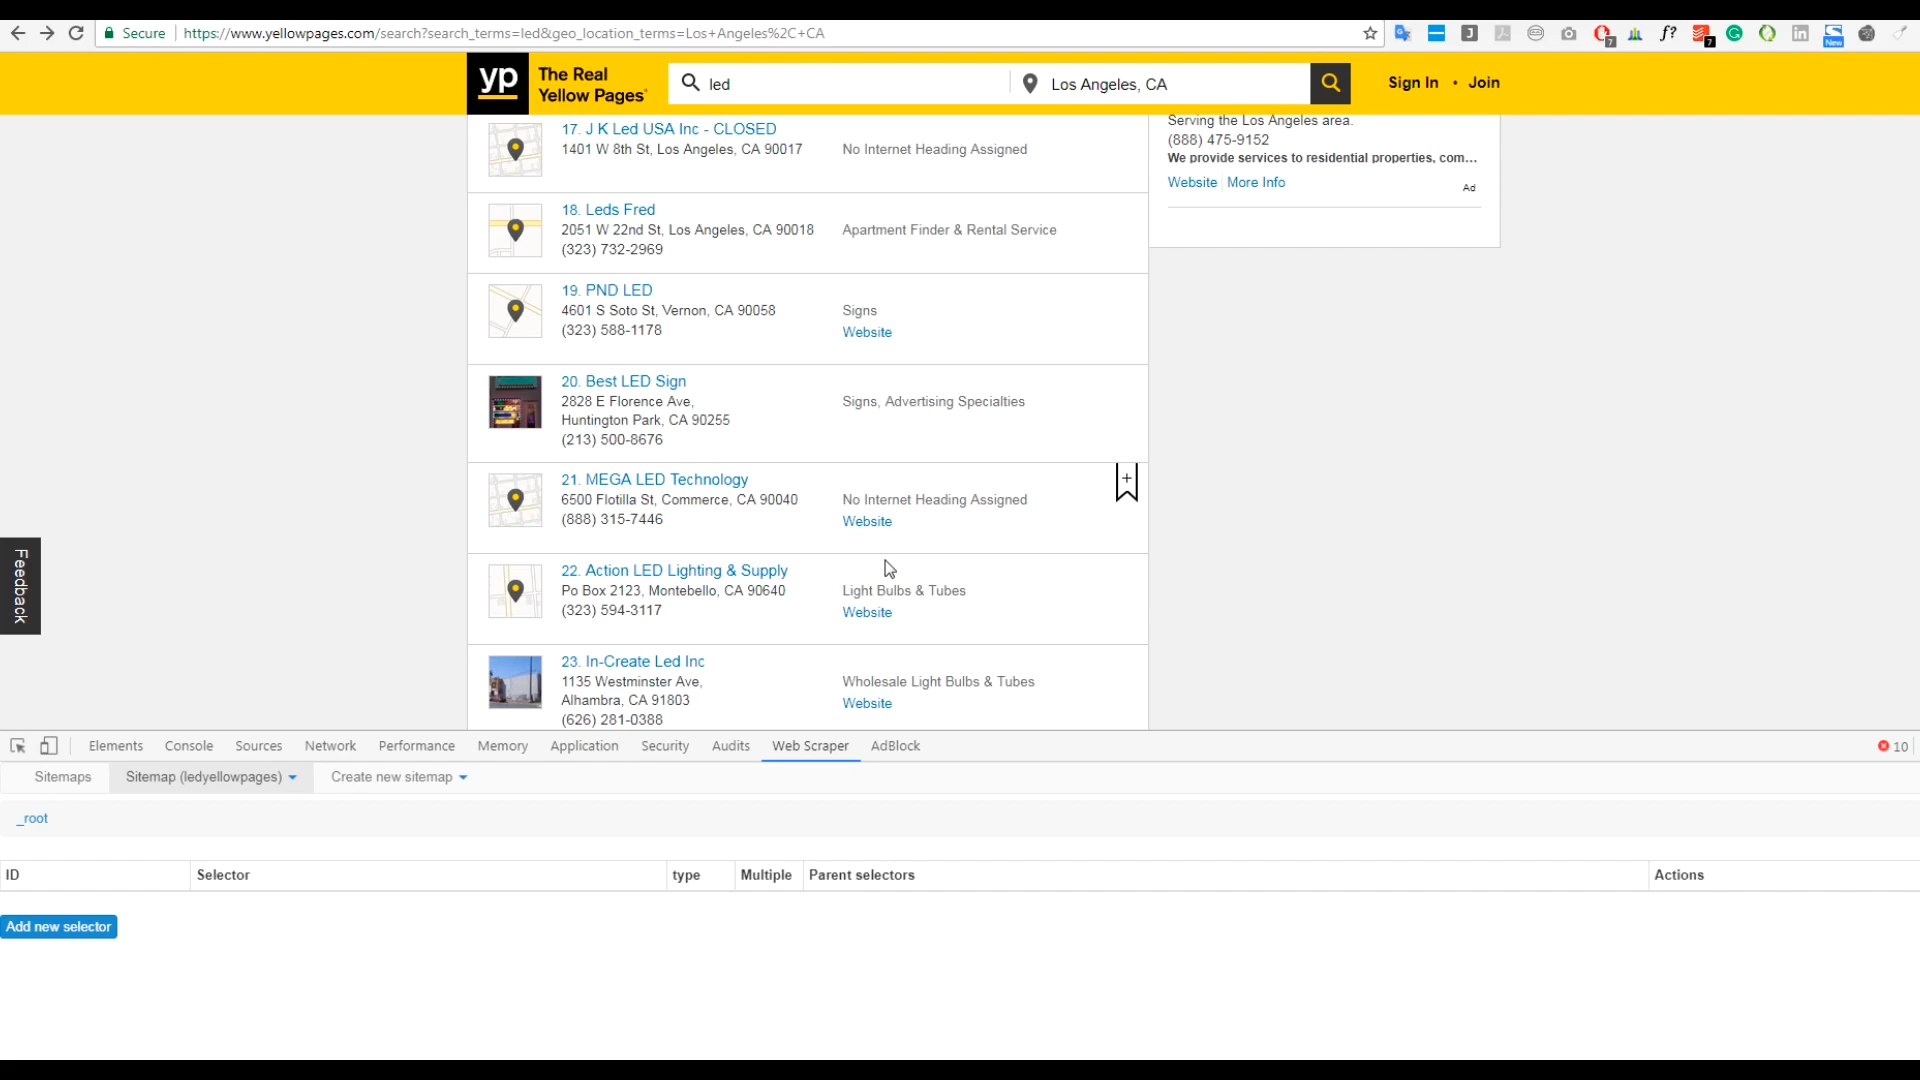 Secure https://www.yellowpages.com/search?search_terms=led&geo_location_terms=Los+Angeles%2C+CA
7
7
New
yp The Real Yellow Pages
led
Los Angeles, CA
Sign In • Join
17. J K Led USA Inc - CLOSED
1401 W 8th St, Los Angeles, CA 90017
No Internet Heading Assigned
18. Leds Fred
2051 W 22nd St, Los Angeles, CA 90018
(323) 732-2969
Apartment Finder & Rental Service
19. PND LED
4601 S Soto St, Vernon, CA 90058
(323) 588-1178
Signs
Website
20. Best LED Sign
2828 E Florence Ave,
Huntington Park, CA 90255
(213) 500-8676
Signs, Advertising Specialties
21. MEGA LED Technology
6500 Flotilla St, Commerce, CA 90040
(888) 315-7446
No Internet Heading Assigned
Website
22. Action LED Lighting & Supply
Po Box 2123, Montebello, CA 90640
(323) 594-3117
Light Bulbs & Tubes
Website
23. In-Create Led Inc
1135 Westminster Ave,
Alhambra, CA 91803
(626) 281-0388
Wholesale Light Bulbs & Tubes
Website
Serving the Los Angeles area.
(888) 475-9152
We provide services to residential properties, com...
Website More Info
Ad
Feedback
Elements Console Sources Network Performance Memory Application Security Audits Web Scraper AdBlock 10
Sitemaps Sitemap (ledyellowpages) Create new sitemap
_root
ID Selector type Multiple Parent selectors Actions
Add new selector